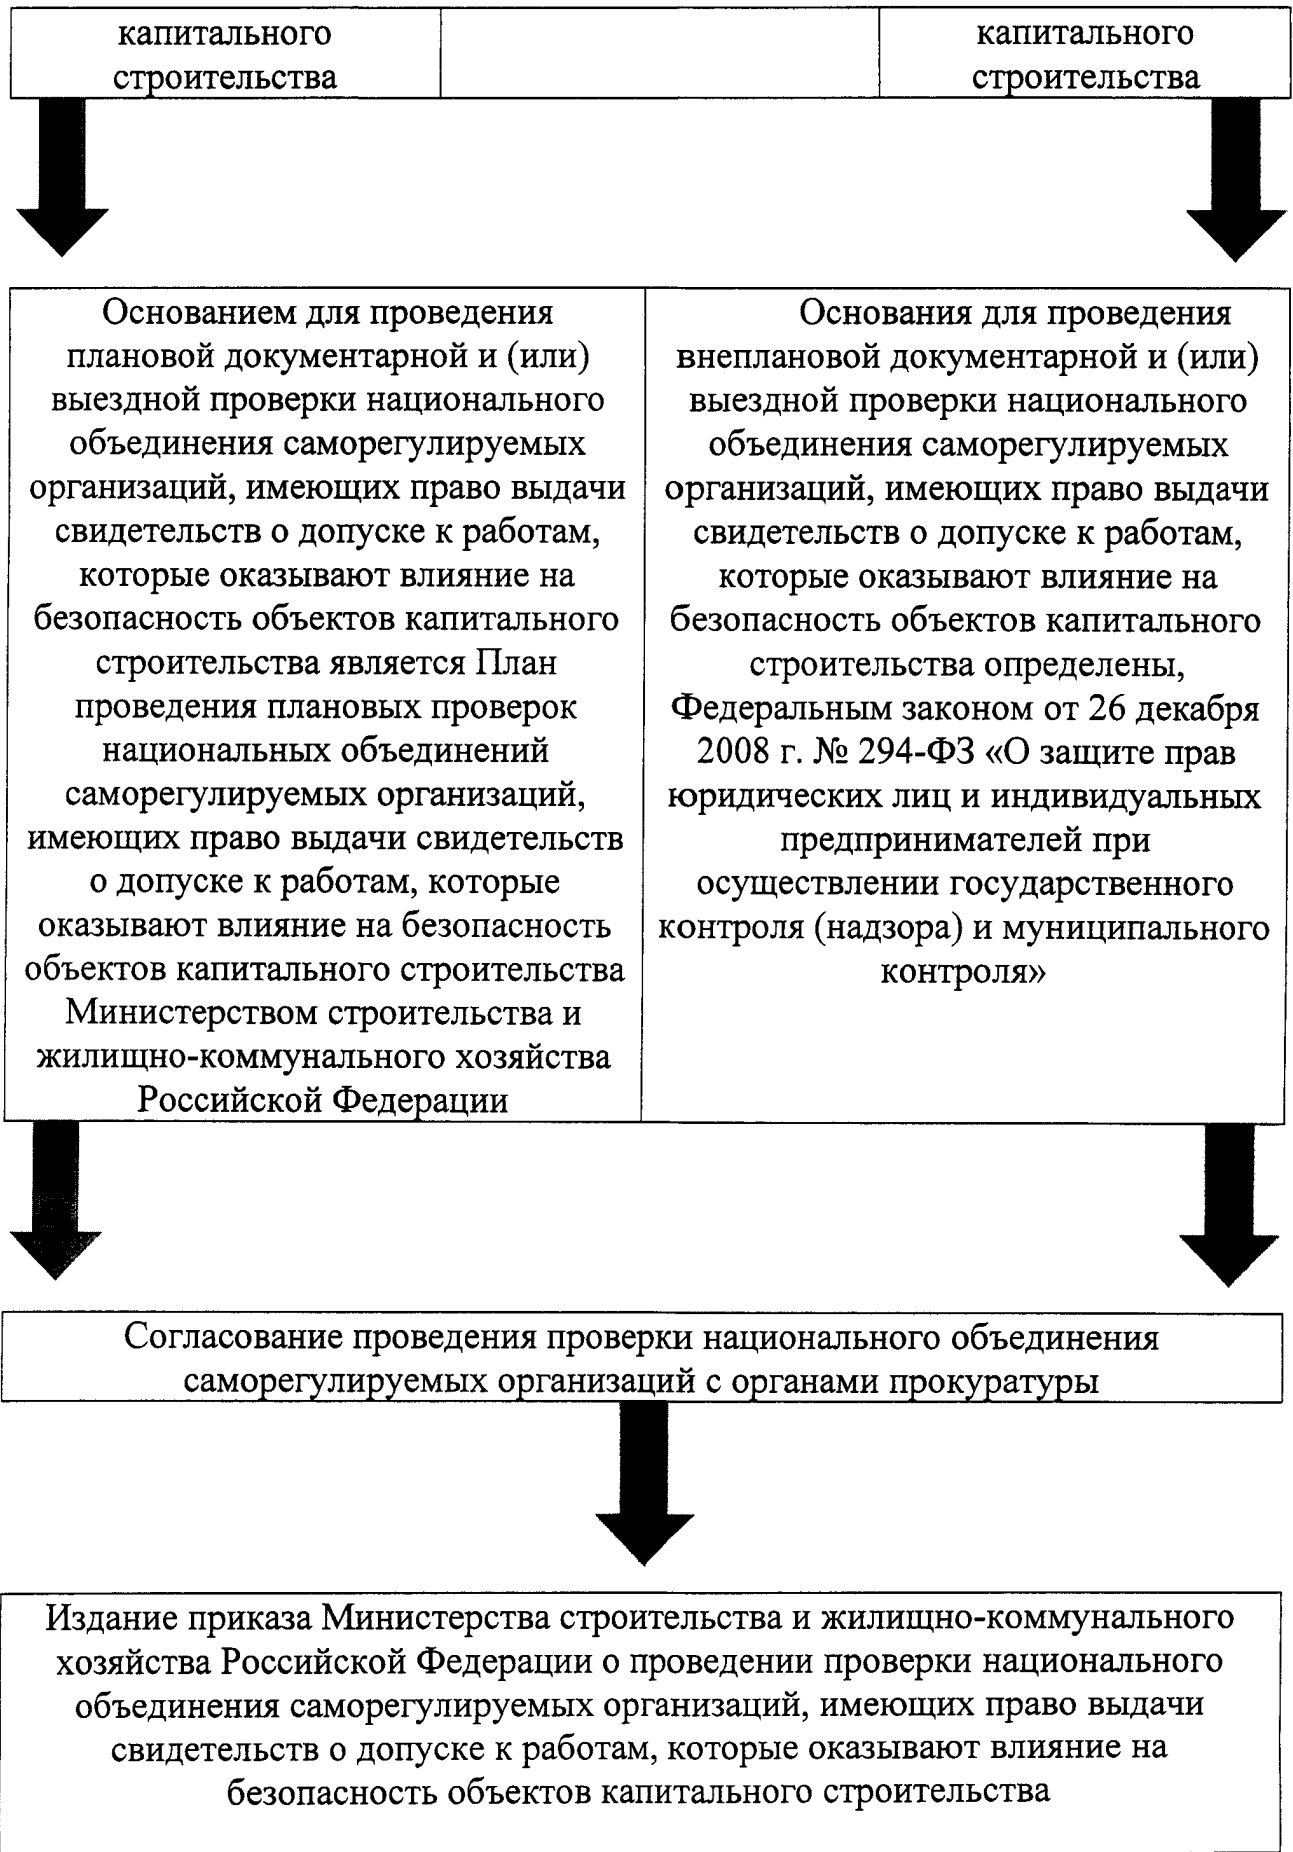 капитального
строительства
капитального
строительства
Основанием для проведения
плановой документарной и (или)
выездной проверки национального
объединения саморегулируемых
организаций, имеющих право выдачи
свидетельств о допуске к работам,
которые оказывают влияние на
безопасность объектов капитального
строительства является План
проведения плановых проверок
национальных объединений
саморегулируемых организаций,
имеющих право выдачи свидетельств
о допуске к работам, которые
оказывают влияние на безопасность
объектов капитального строительства
Министерством строительства и
жилищно-коммунального хозяйства
Российской Федерации
Основания для проведения
внеплановой документарной и (или)
выездной проверки национального
объединения саморегулируемых
организаций, имеющих право выдачи
свидетельств о допуске к работам,
которые оказывают влияние на
безопасность объектов капитального
строительства определены,
Федеральным законом от 26 декабря
2008 г. № 294-ФЗ «О защите прав
юридических лиц и индивидуальных
предпринимателей при
осуществлении государственного
контроля (надзора) и муниципального
контроля»
Согласование проведения проверки национального объединения
саморегулируемых организаций с органами прокуратуры
Издание приказа Министерства строительства и жилищно-коммунального
хозяйства Российской Федерации о проведении проверки национального
объединения саморегулируемых организаций, имеющих право выдачи
свидетельств о допуске к работам, которые оказывают влияние на
безопасность объектов капитального строительства